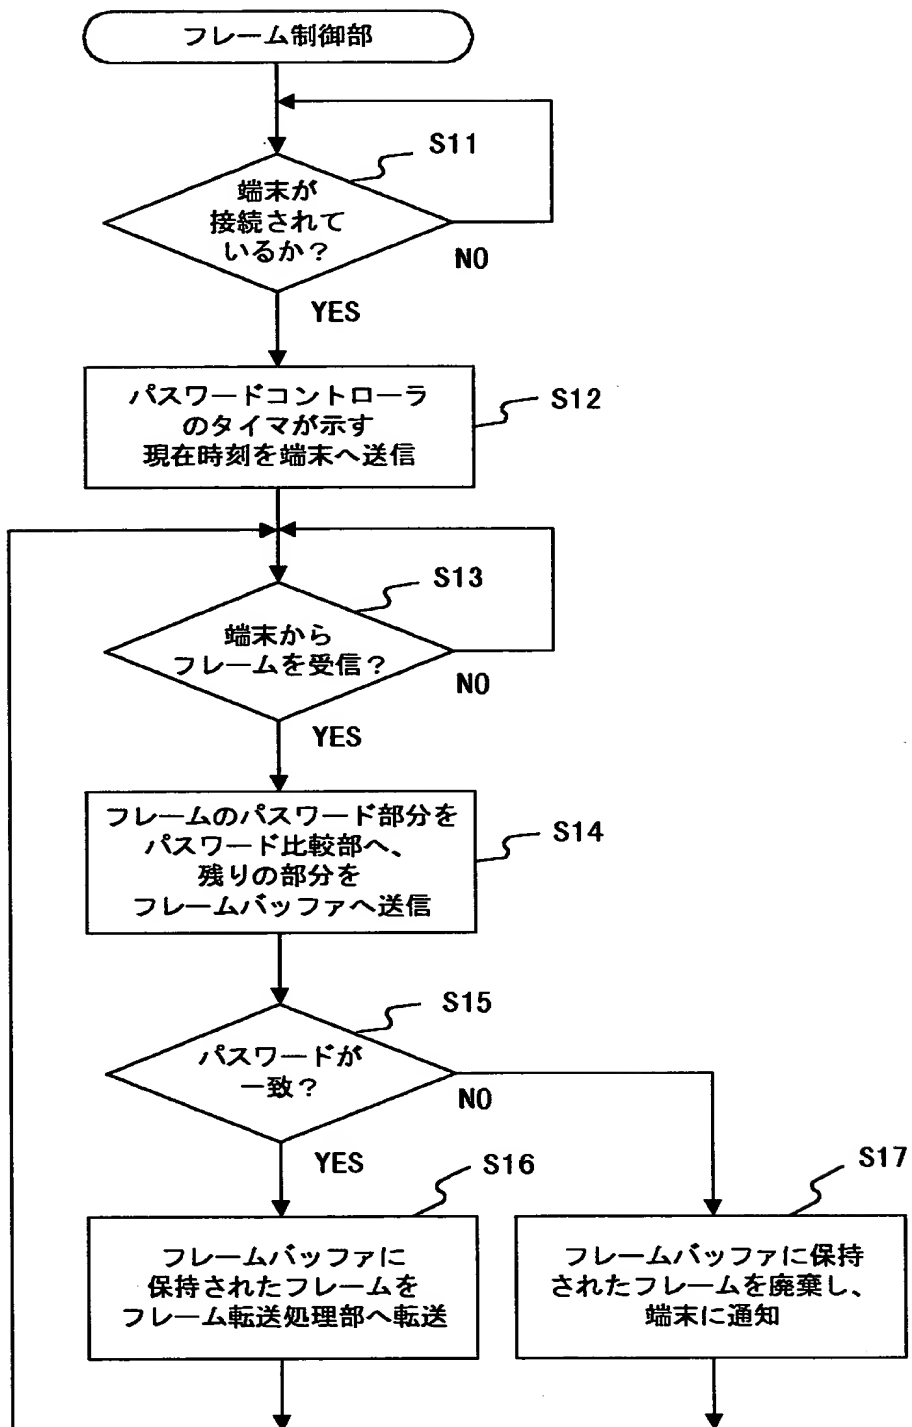 フレーム制御部
S11
端末が
接続されて
いるか？
NO
YES
パスワードコントローラ
のタイマが示す
現在時刻を端末へ送信
S12
S13
端末から
フレームを受信？
NO
YES
フレームのパスワード部分を
パスワード比較部へ、
残りの部分を
フレームバッファへ送信
S14
S15
パスワードが
一致？
NO
YES
S16
フレームバッファに
保持されたフレームを
フレーム転送処理部へ転送
S17
フレームバッファに保持
されたフレームを廃棄し、
端末に通知